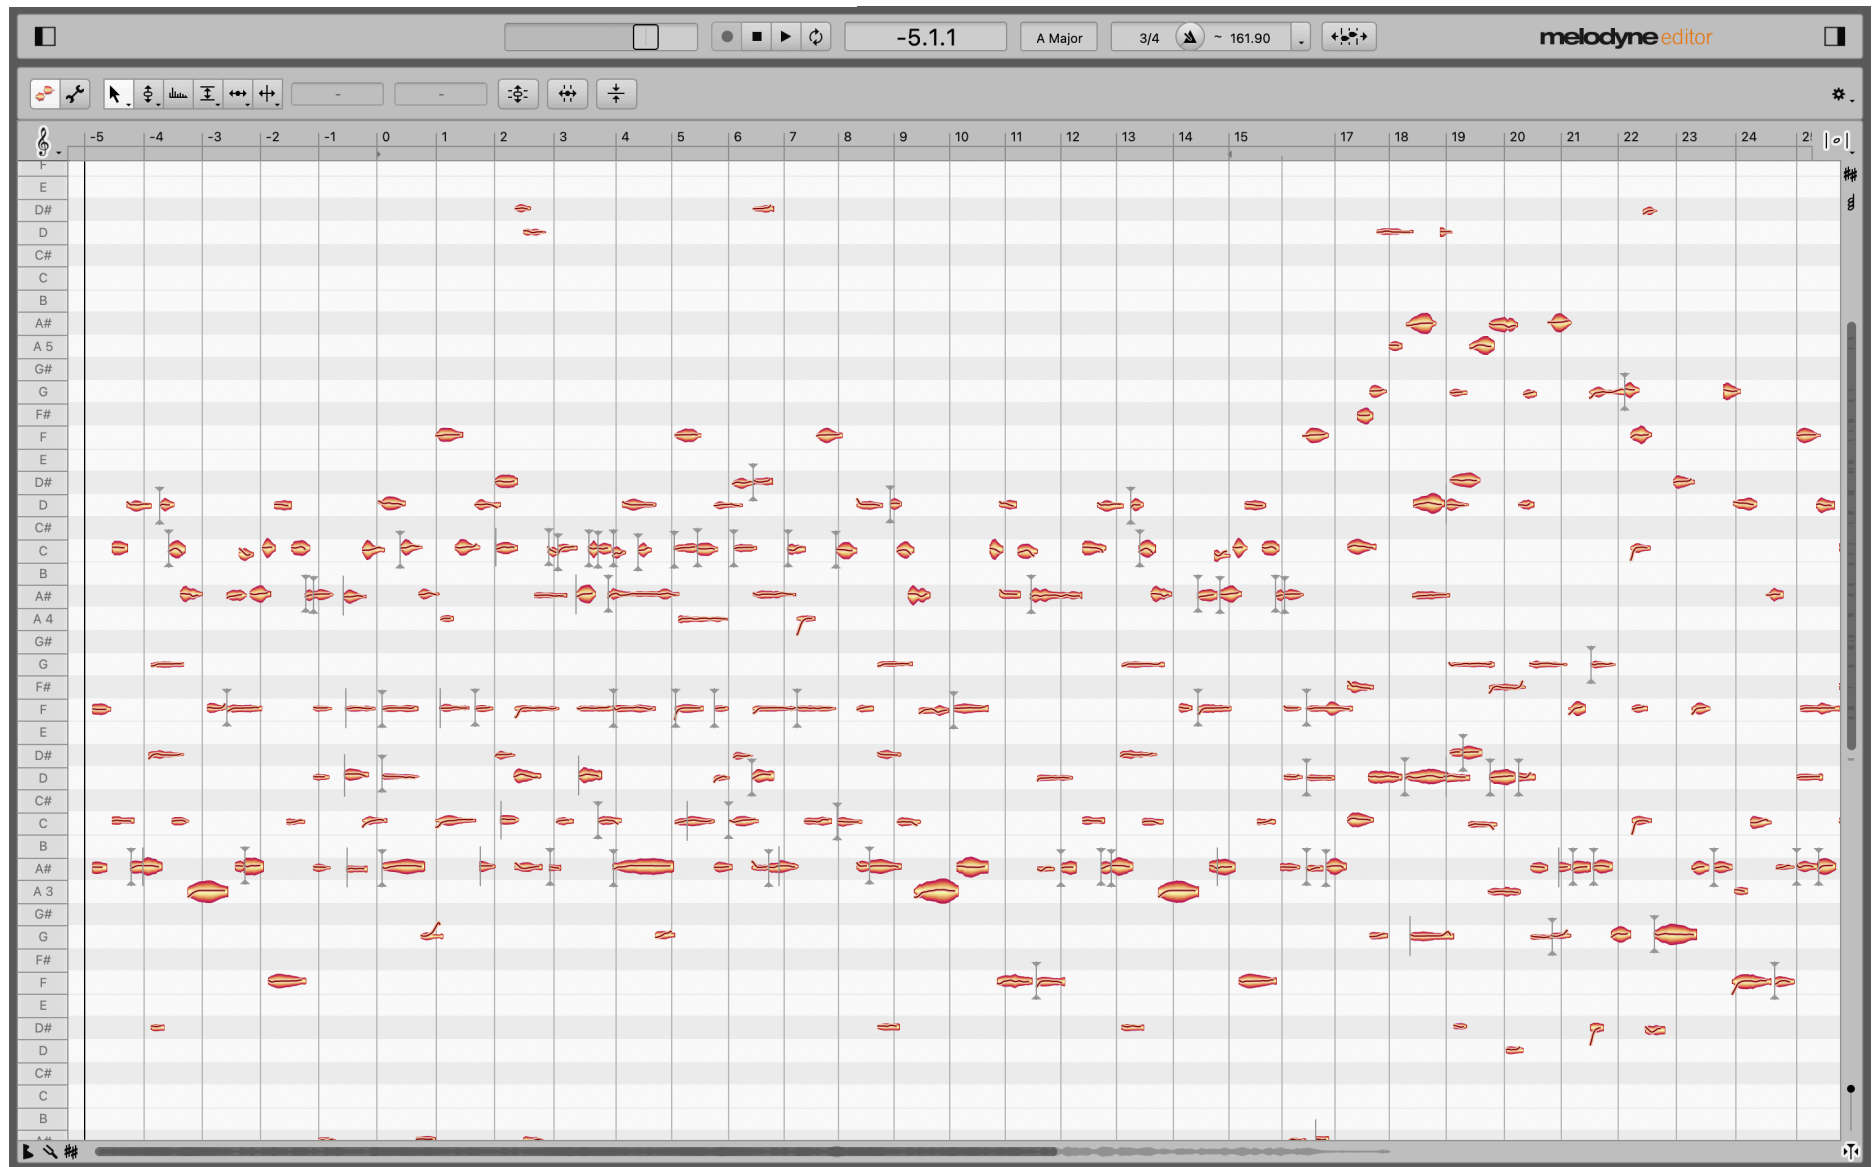 -5.1.1 A Major 3/4 ~ 161.90 melodyne editor
- -
-5 -4 -3 -2 -1 0 1 2 3 4 5 6 7 8 9 10 11 12 13 14 15 17 18 19 20 21 22 23 24 25
F
E
D#
D
C#
C
B
A#
A 5
G#
G
F#
F
E
D#
D
C#
C
B
A#
A 4
G#
G
F#
F
E
D#
D
C#
C
B
A#
A 3
G#
G
F#
F
E
D#
D
C#
C
B
A#